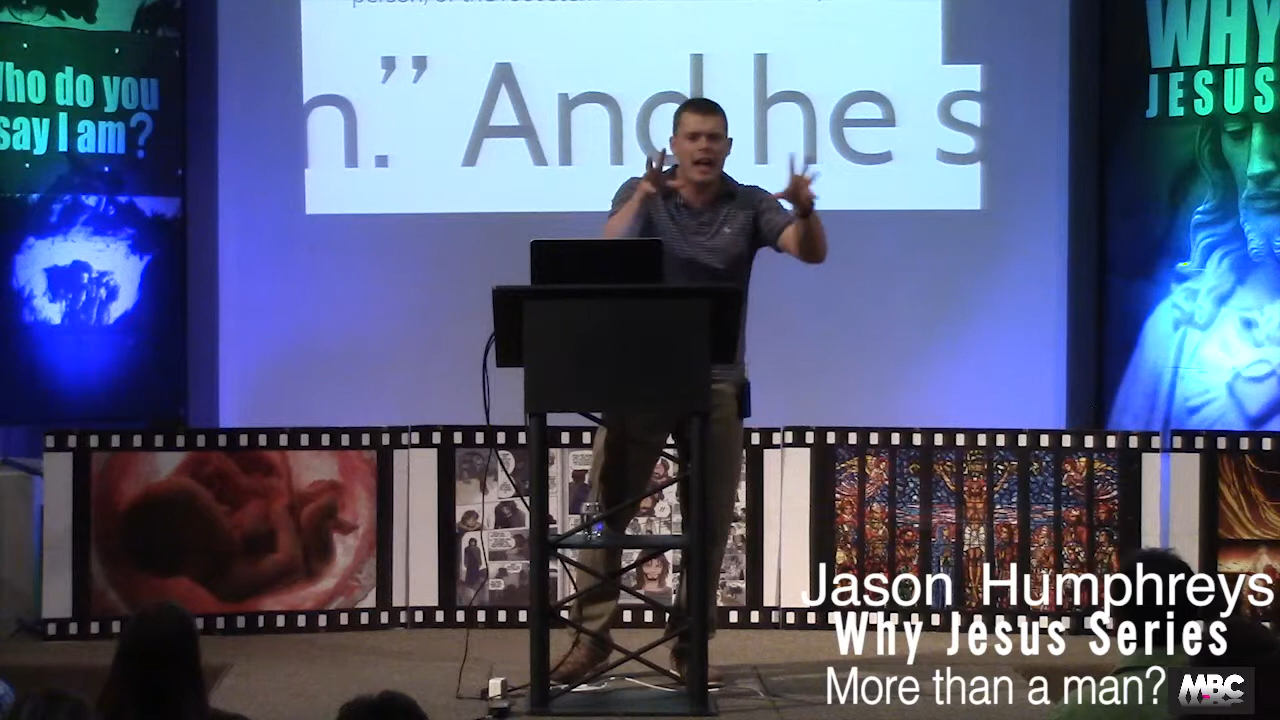 n.” And he s
Who do you
say I am?
WHY
JESUS
Jason Humphreys
Why Jesus Series
More than a man?
MBC